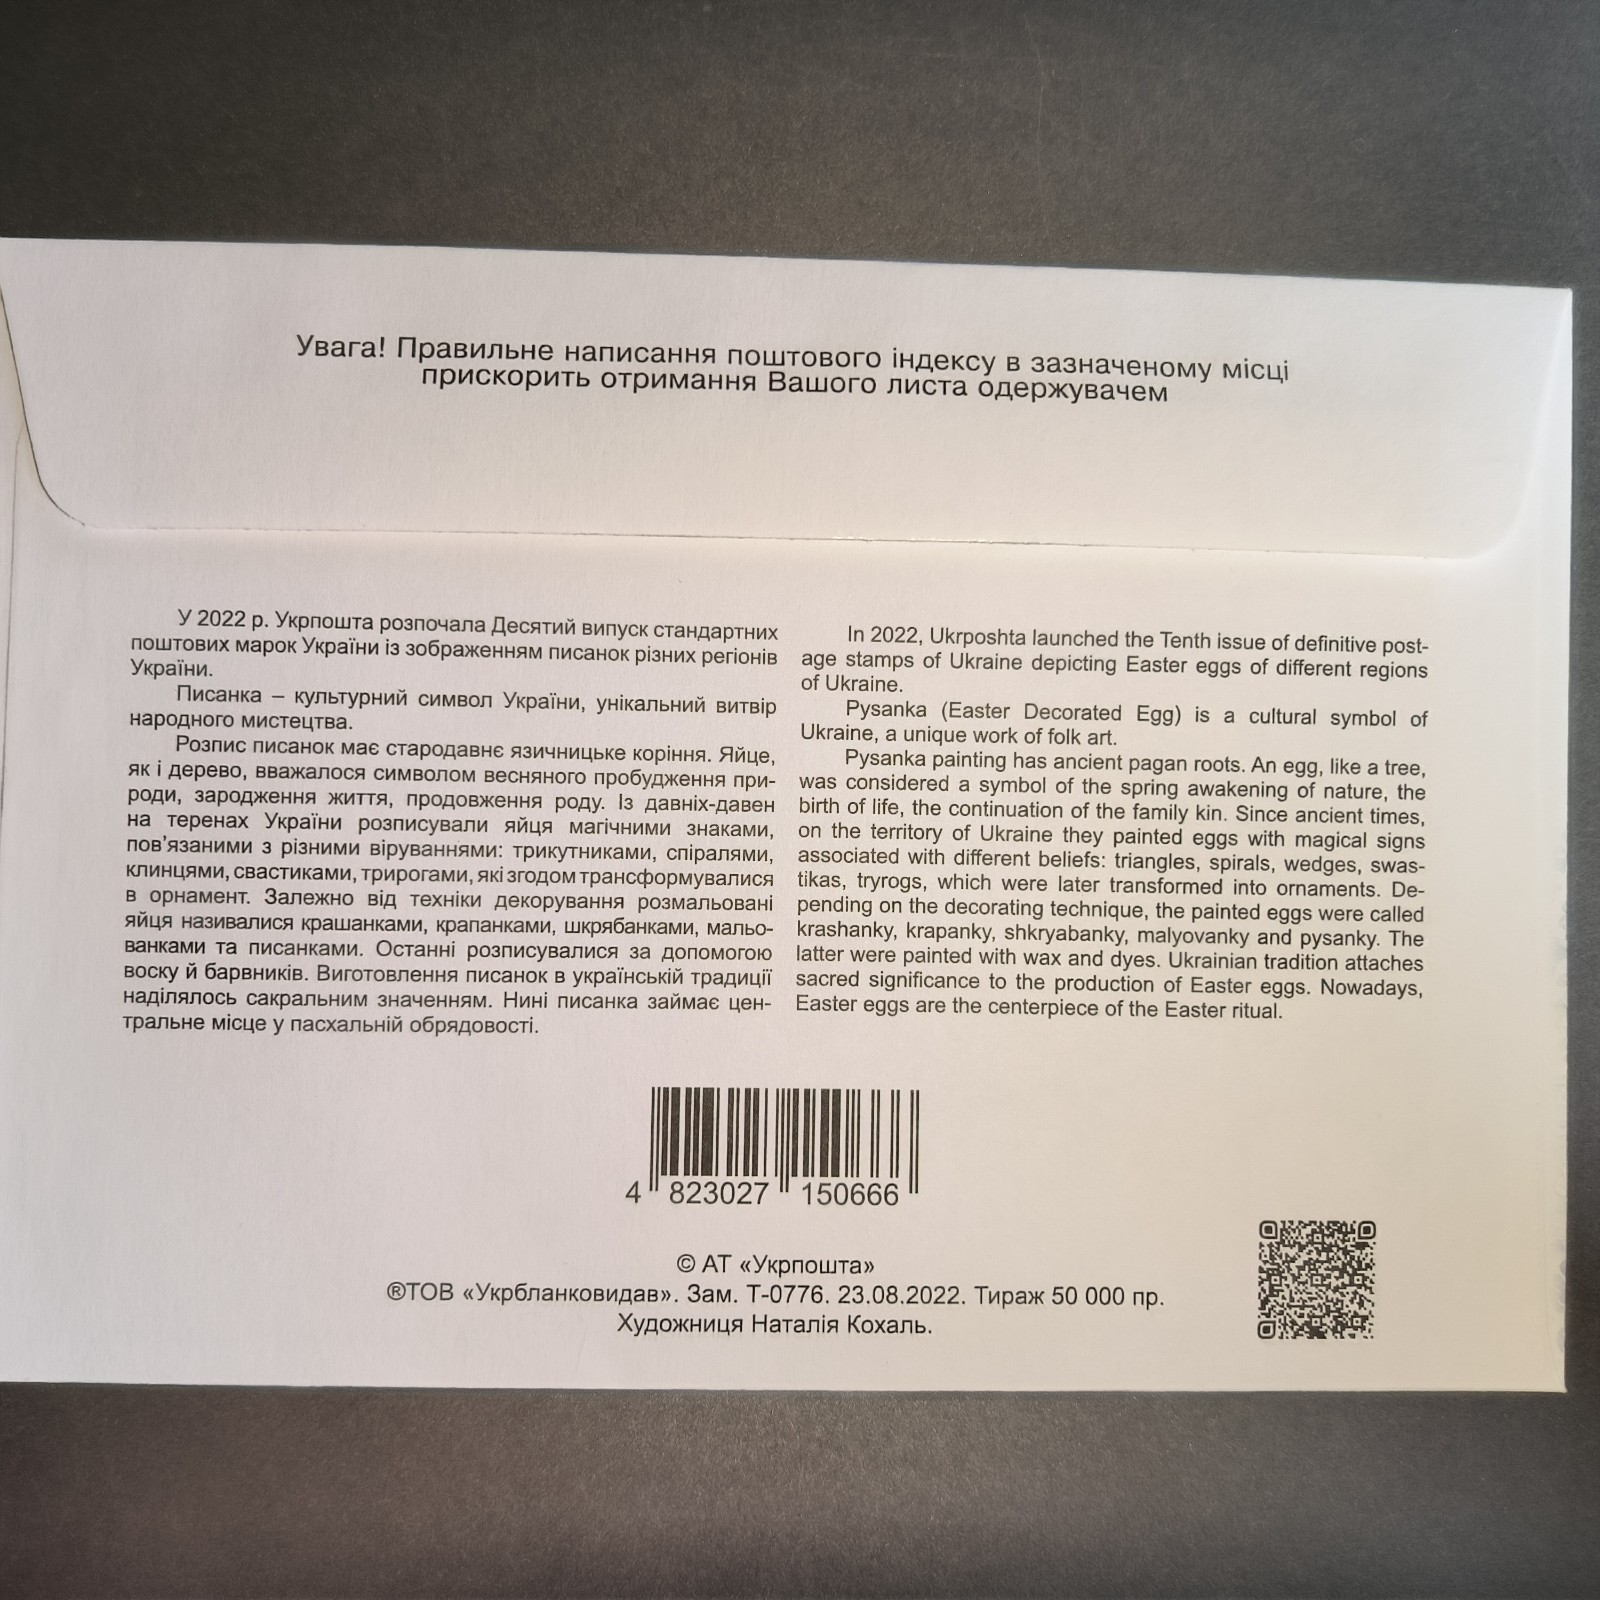 Увага! Правильне написання поштового індексу в зазначеному місці
прискорить отримання Вашого листа одержувачем
У 2022 р. Укрпошта розпочала Десятий випуск стандартних
поштових марок України із зображенням писанок різних регіонів
України.
Писанка – культурний символ України, унікальний витвір
народного мистецтва.
Розпис писанок має стародавнє язичницьке коріння. Яйце,
як і дерево, вважалося символом весняного пробудження при-
роди, зародження життя, продовження роду. Із давніх-давен
на теренах України розписували яйця магічними знаками,
пов'язаними з різними віруваннями: трикутниками, спіралями,
клинцями, свастиками, трирогами, які згодом трансформувалися
в орнамент. Залежно від техніки декорування розмальовані
яйця називалися крашанками, крапанками, шкрябанками, мальо-
ванками та писанками. Останні розписувалися за допомогою
воску й барвників. Виготовлення писанок в українській традиції
наділялось сакральним значенням. Нині писанка займає цен-
тральне місце у пасхальній обрядовості.
In 2022, Ukrposhta launched the Tenth issue of definitive post-
age stamps of Ukraine depicting Easter eggs of different regions
of Ukraine.
Pysanka (Easter Decorated Egg) is a cultural symbol of
Ukraine, a unique work of folk art.
Pysanka painting has ancient pagan roots. An egg, like a tree,
was considered a symbol of the spring awakening of nature, the
birth of life, the continuation of the family kin. Since ancient times,
on the territory of Ukraine they painted eggs with magical signs
associated with different beliefs: triangles, spirals, wedges, swas-
tikas, tryrogs, which were later transformed into ornaments. De-
pending on the decorating technique, the painted eggs were called
krashanky, krapanky, shkryabanky, malyovanky and pysanky. The
latter were painted with wax and dyes. Ukrainian tradition attaches
sacred significance to the production of Easter eggs. Nowadays,
Easter eggs are the centerpiece of the Easter ritual.
4 823027 150666
© АТ «Укрпошта»
®ТОВ «Укрбланковидав». Зам. Т-0776. 23.08.2022. Тираж 50 000 пр.
Художниця Наталія Кохаль.